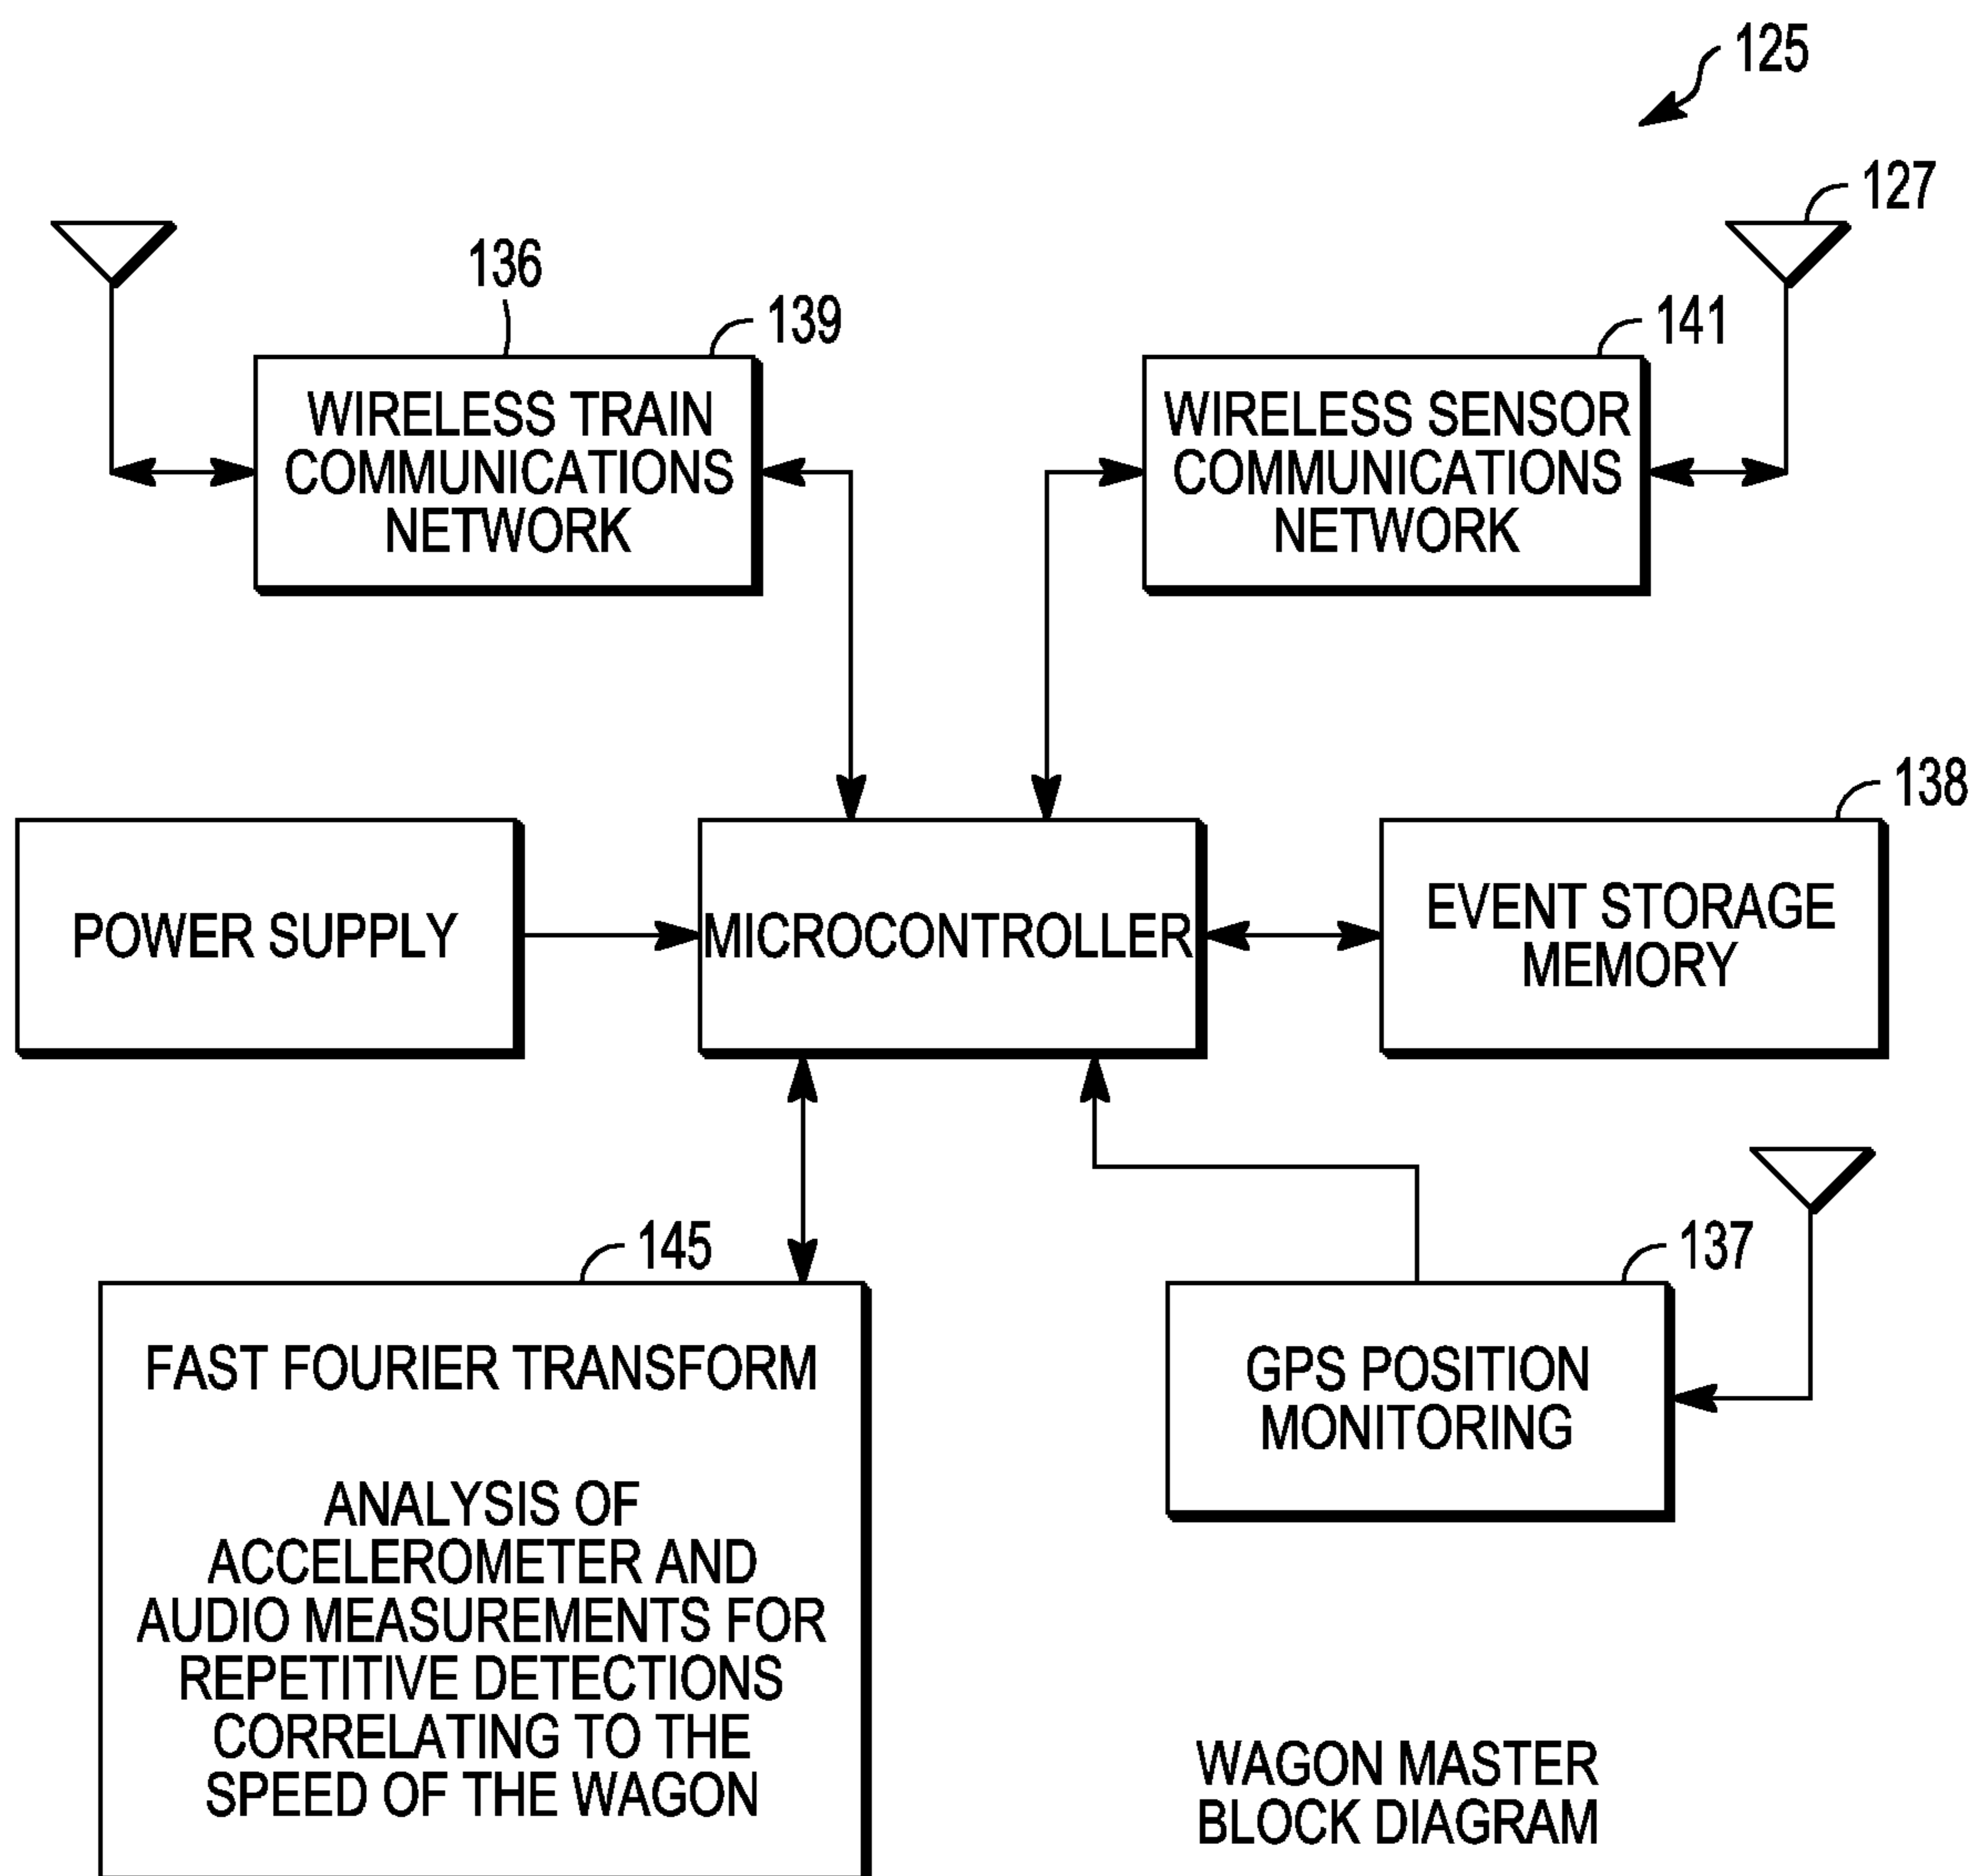 125
127
136
139
141
WIRELESS TRAIN
COMMUNICATIONS
NETWORK
WIRELESS SENSOR
COMMUNICATIONS
NETWORK
138
POWER SUPPLY
MICROCONTROLLER
EVENT STORAGE
MEMORY
145
137
FAST FOURIER TRANSFORM
ANALYSIS OF
ACCELEROMETER AND
AUDIO MEASUREMENTS FOR
REPETITIVE DETECTIONS
CORRELATING TO THE
SPEED OF THE WAGON
GPS POSITION
MONITORING
WAGON MASTER
BLOCK DIAGRAM